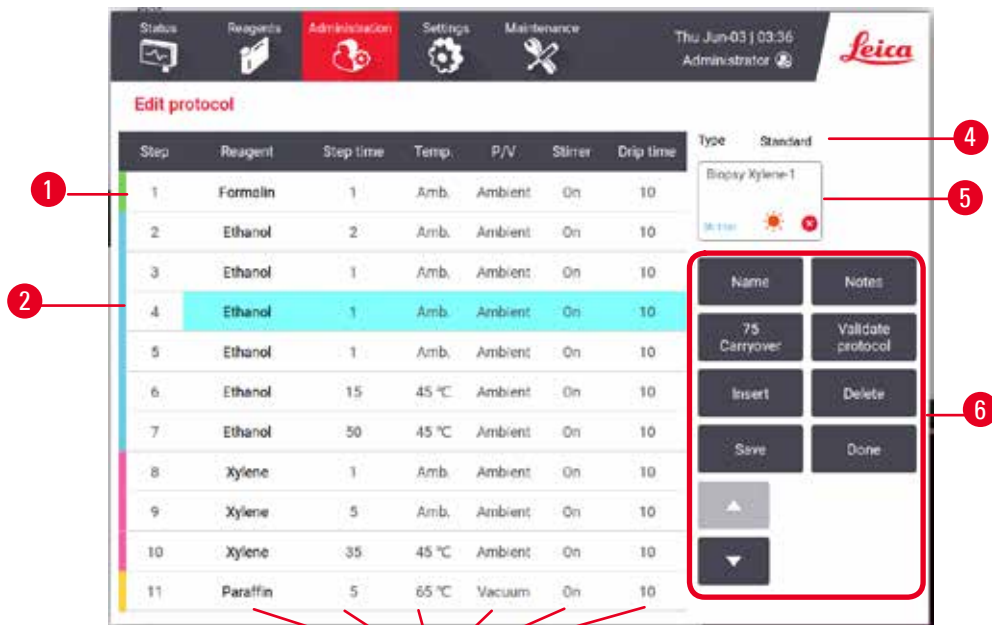 Status Reagents Administration Settings Maintenance
Thu Jun-03 | 03:36
Administrator
Leica
Edit protocol
Step Reagent Step time Temp. P/V Stirrer Drip time
Type Standard 4
Biopsy Xylene-1
5
1
1 Formalin 1 Amb. Ambient On 10
2 Ethanol 2 Amb. Ambient On 10
3 Ethanol 1 Amb. Ambient On 10
2
4 Ethanol 1 Amb. Ambient On 10
5 Ethanol 1 Amb. Ambient On 10
6 Ethanol 15 45 °C Ambient On 10
7 Ethanol 50 45 °C Ambient On 10
8 Xylene 1 Amb. Ambient On 10
9 Xylene 5 Amb. Ambient On 10
10 Xylene 35 45 °C Ambient On 10
11 Paraffin 5 65 °C Vacuum On 10
Name Notes
75
Carryover
Validate
protocol
Insert Delete
6
Save Done